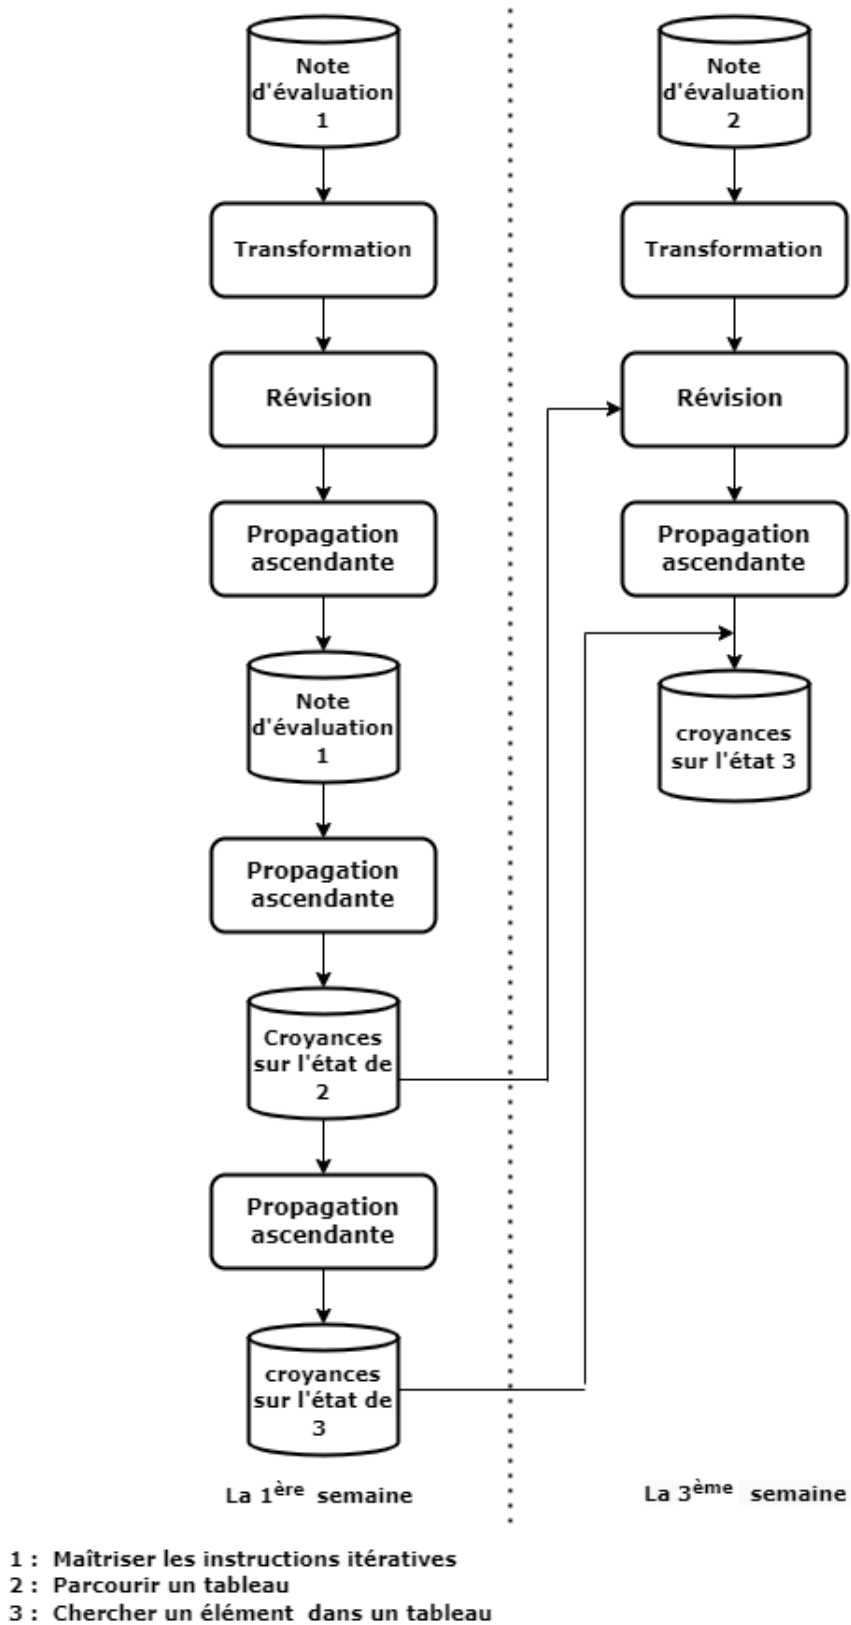 Note
d'évaluation
1
Transformation
Révision
Propagation
ascendante
Note
d'évaluation
1
Propagation
ascendante
Croyances
sur l'état de
2
Propagation
ascendante
croyances
sur l'état de
3
La 1ère semaine
Note
d'évaluation
2
Transformation
Révision
Propagation
ascendante
croyances
sur l'état 3
La 3ème semaine
1 : Maîtriser les instructions itératives
2 : Parcourir un tableau
3 : Chercher un élément dans un tableau